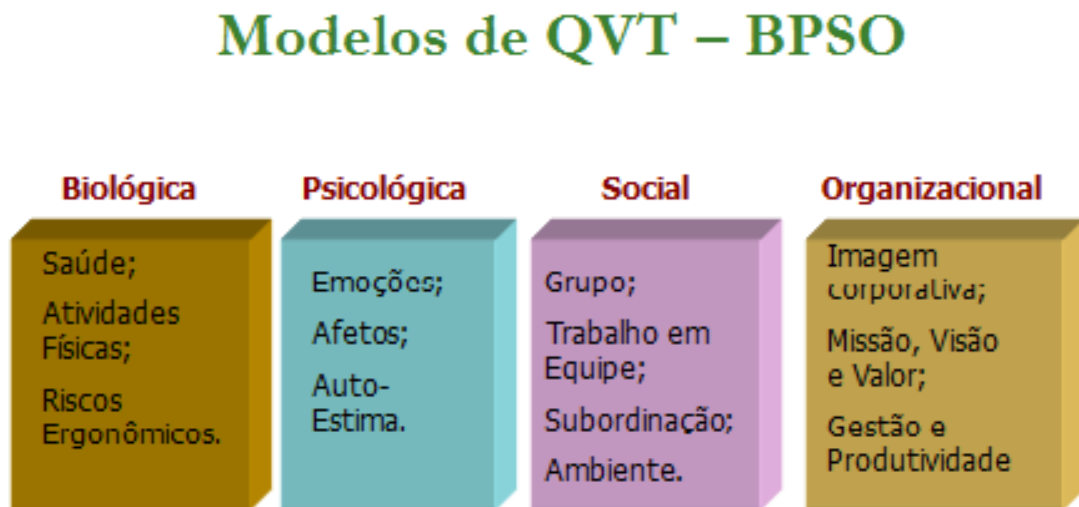 Modelos de QVT – BPSO
Biológica
Saúde;
Atividades
Físicas;
Riscos
Ergonômicos.
Psicológica
Emoções;
Afetos;
Auto-
Estima.
Social
Grupo;
Trabalho em
Equipe;
Subordinação;
Ambiente.
Organizacional
Imagem
corporativa;
Missão, Visão
e Valor;
Gestão e
Produtividade